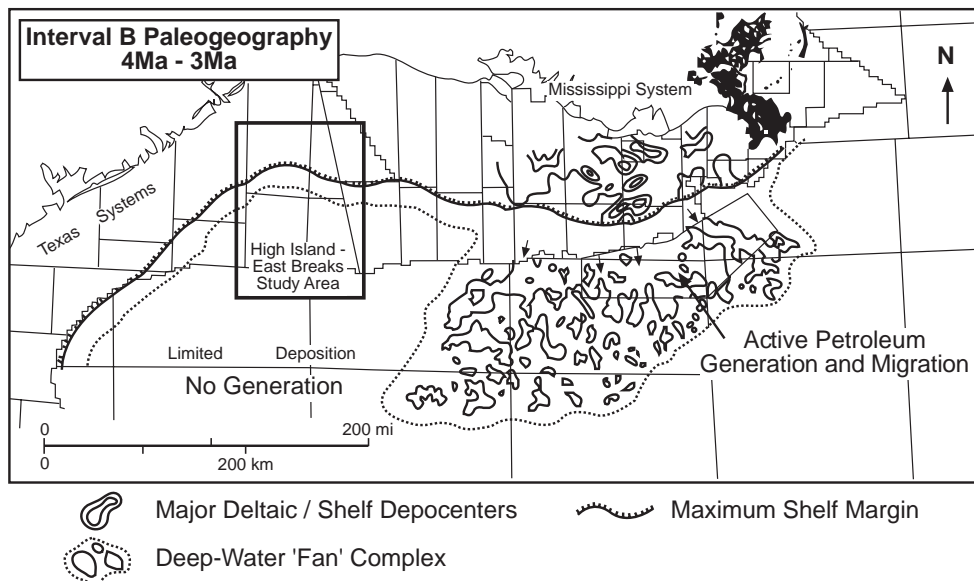 Interval B Paleogeography
4Ma - 3Ma
N
Mississippi System
Texas Systems
High Island -
East Breaks
Study Area
Limited Deposition
No Generation
Active Petroleum
Generation and Migration
0 200 mi
0 200 km
Major Deltaic / Shelf Depocenters
Maximum Shelf Margin
Deep-Water 'Fan' Complex